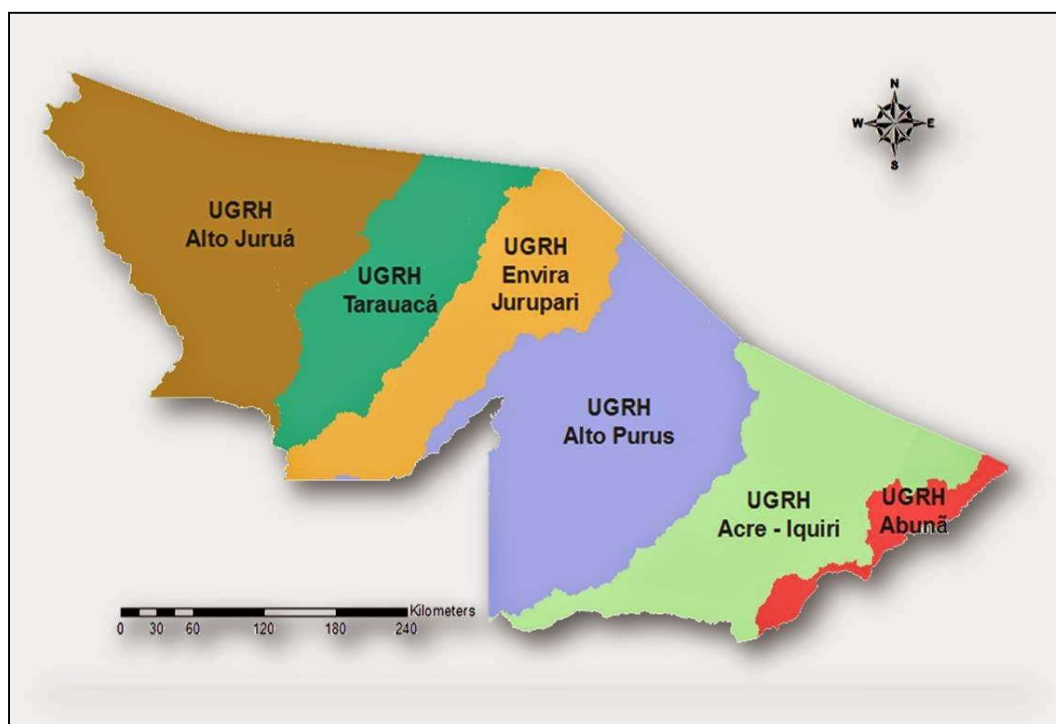 N
W E
S
UGRH
Alto Juruá
UGRH
Tarauacá
UGRH
Envira
Jurupari
UGRH
Alto Purus
UGRH
Acre - Iquiri
UGRH
Abunã
Kilometers
0 30 60 120 180 240